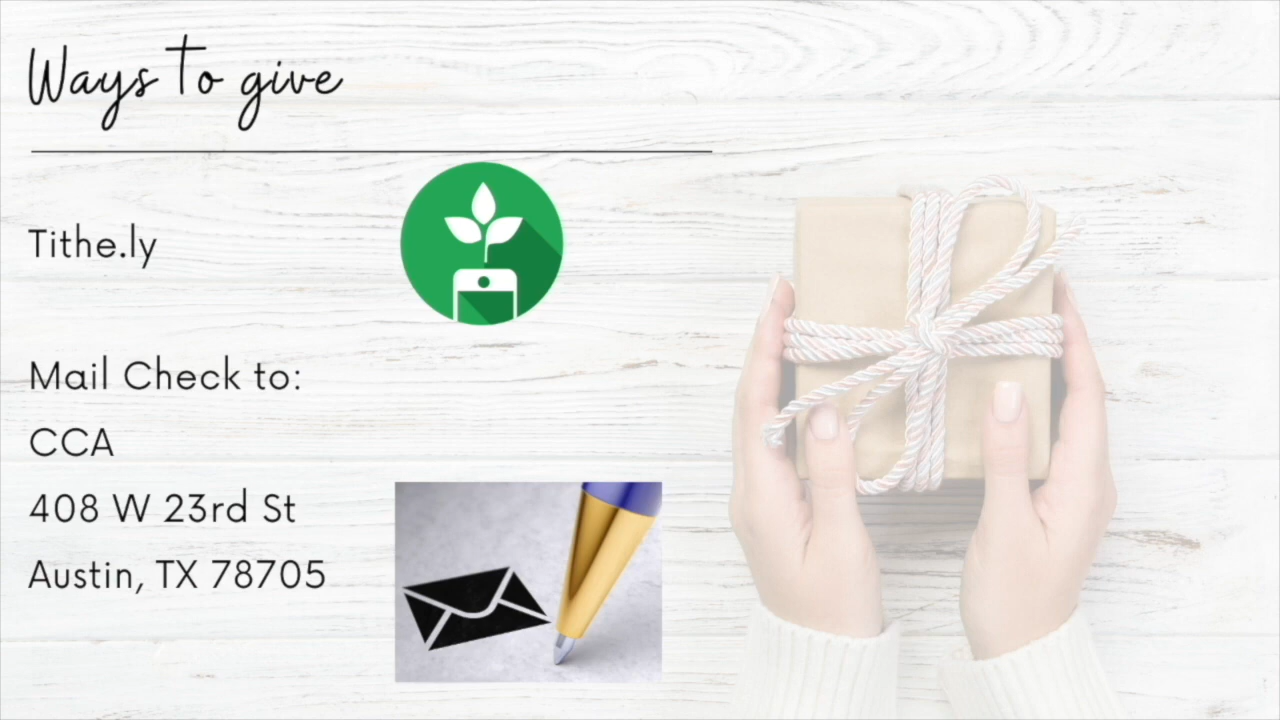 Ways to give
Tithe.ly
Mail Check to:
CCA
408 W 23rd St
Austin, TX 78705